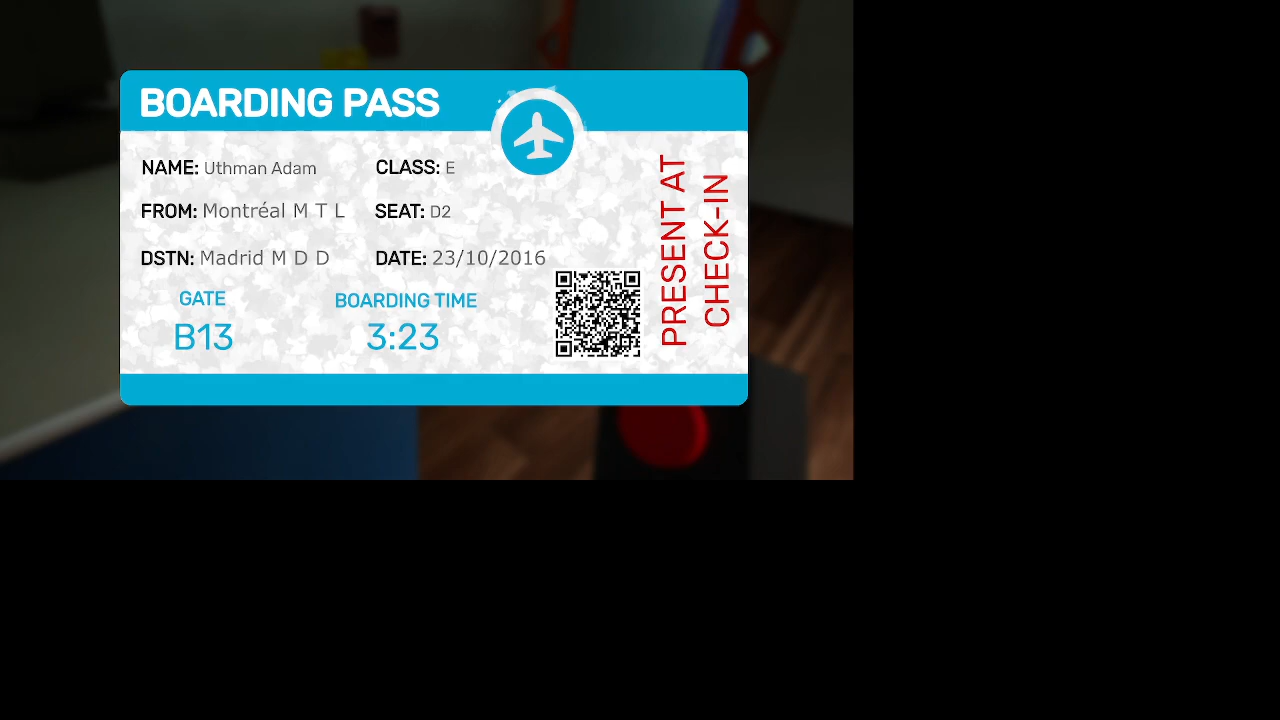 BOARDING PASS
NAME: Uthman Adam
CLASS: E
FROM: Montréal M T L
SEAT: D2
DSTN: Madrid M D D
DATE: 23/10/2016
GATE
BOARDING TIME
B13
3:23
PRESENT AT
CHECK-IN